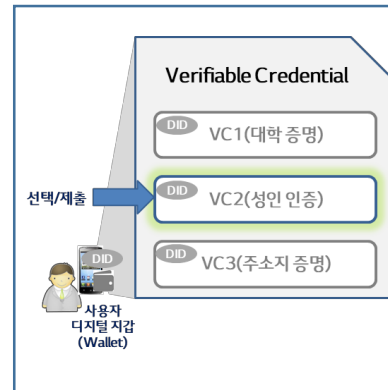 Verifiable Credential
DID
VC1(대학 증명)
선택/제출
DID
VC2(성인 인증)
DID
VC3(주소지 증명)
DID
사용자
디지털 지갑
(Wallet)